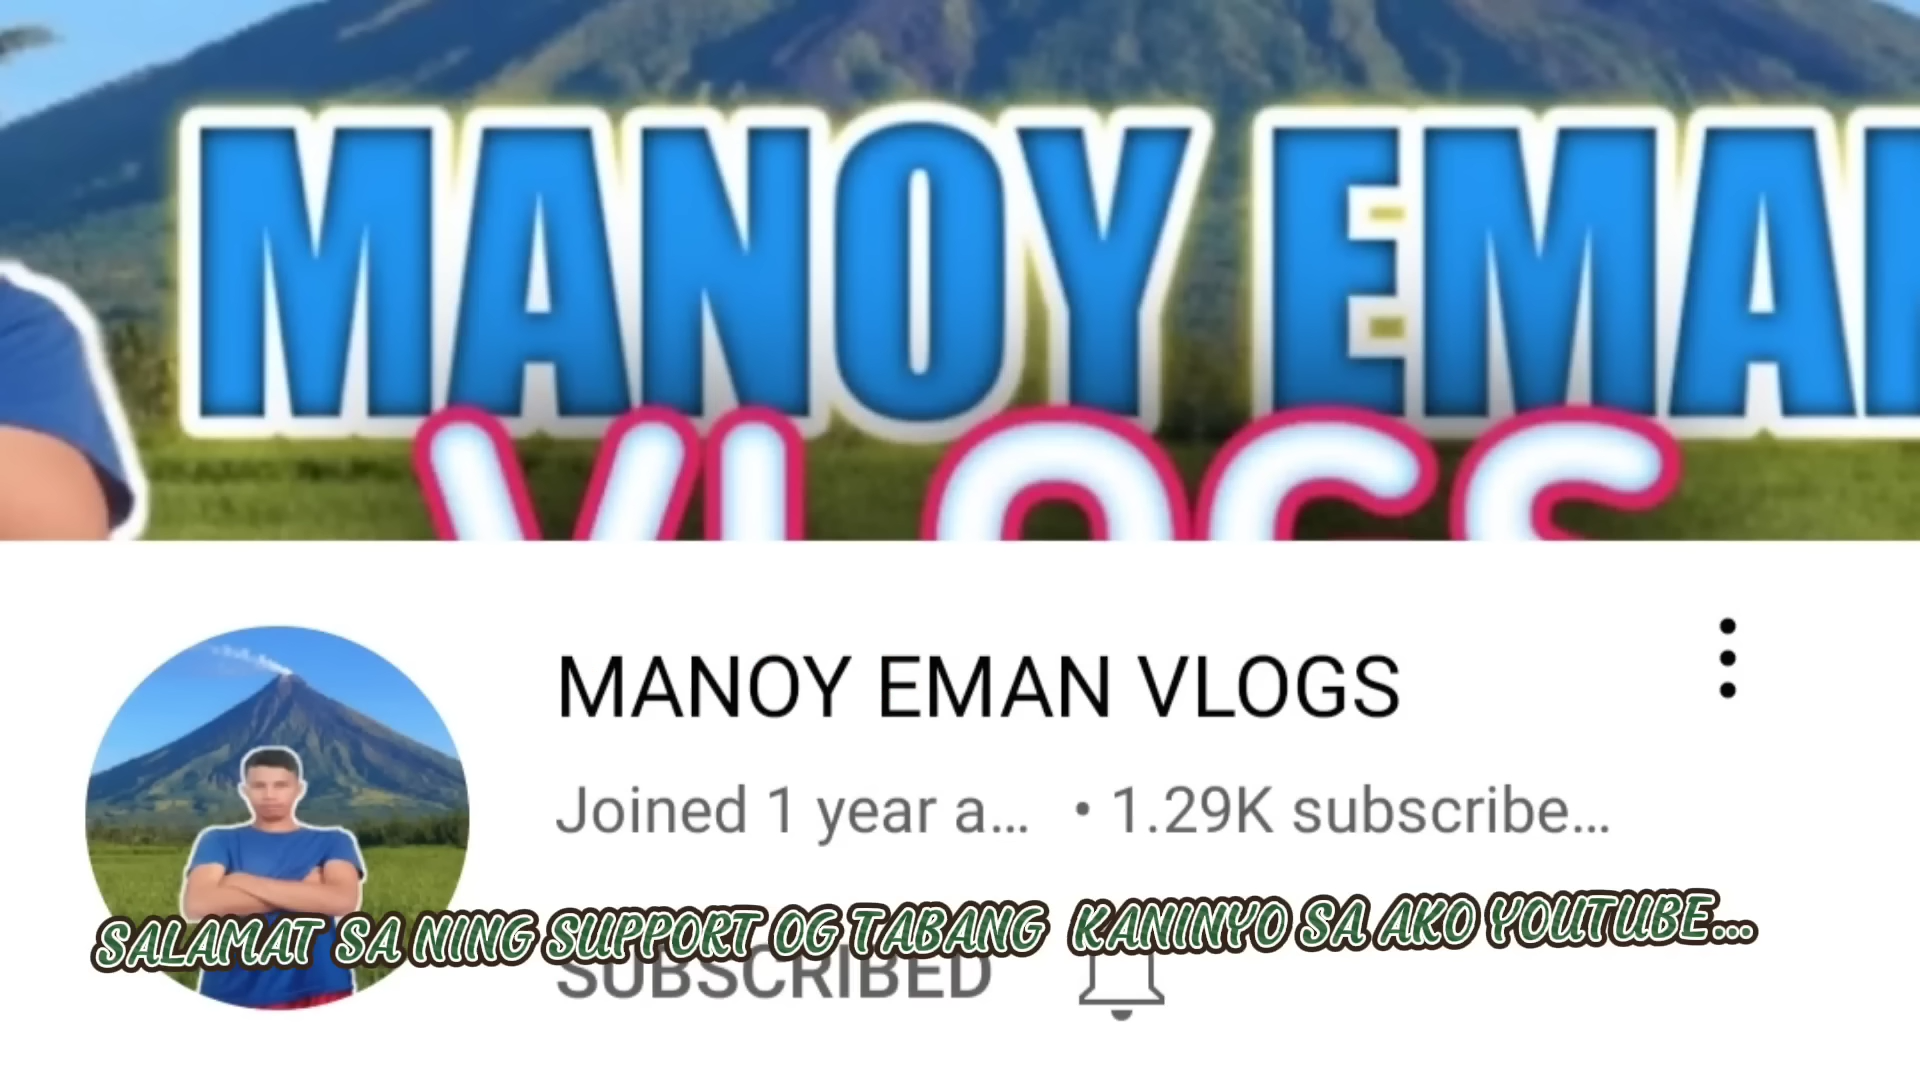 MANOY EMAN
VLOGS
MANOY EMAN VLOGS
Joined 1 year a... • 1.29K subscribe...
SALAMAT SA NING SUPPORT OG TABANG KANINYO SA AKO YOUTUBE...
SUBSCRIBED